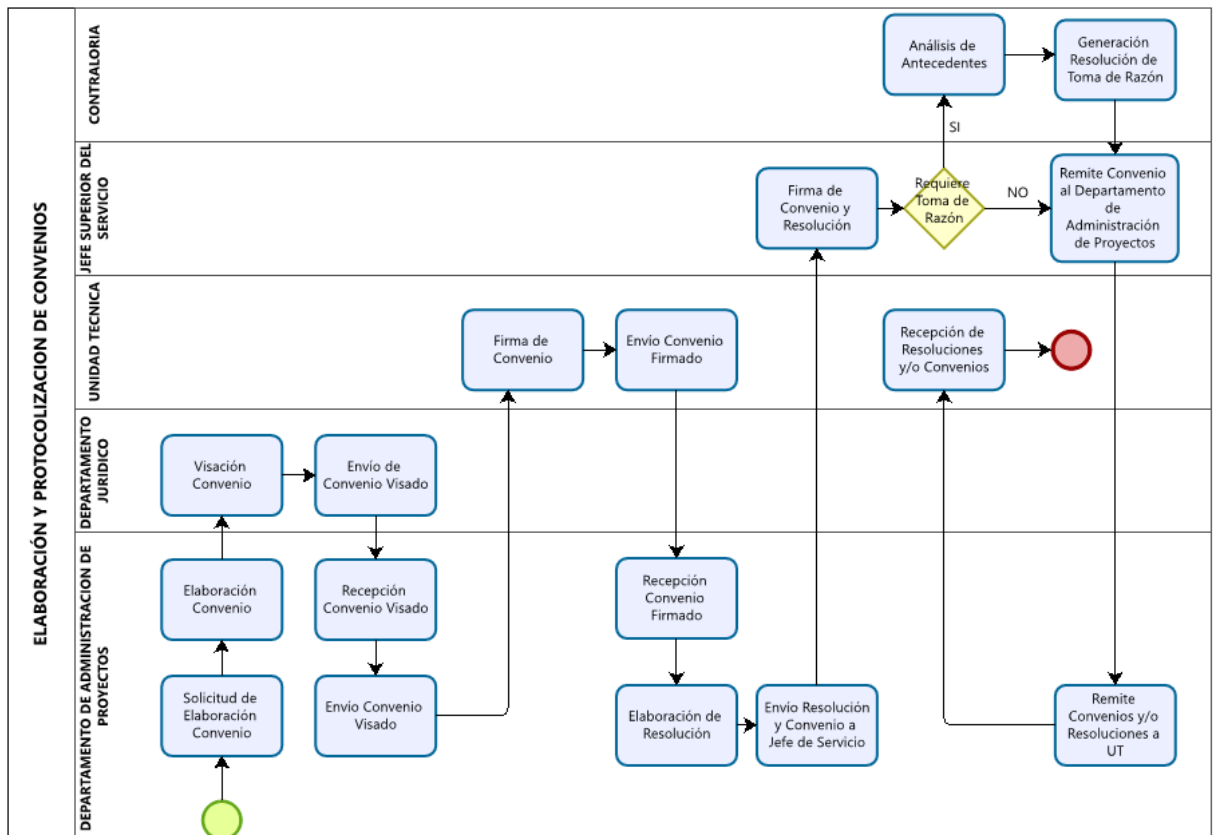 ELABORACIÓN Y PROTOCOLIZACION DE CONVENIOS
CONTRALORIA
Análisis de
Antecedentes
Generación
Resolución de
Toma de Razón
SI
JEFE SUPERIOR DEL
SERVICIO
Firma de
Convenio y
Resolución
Requiere
Toma de
Razón
NO
Remite Convenio
al Departamento
de
Administración
de Proyectos
UNIDAD TECNICA
Firma de
Convenio
Envío Convenio
Firmado
Recepción de
Resoluciones
y/o Convenios
DEPARTAMENTO
JURIDICO
Visación
Convenio
Envío de
Convenio Visado
DEPARTAMENTO DE ADMINISTRACION DE
PROYECTOS
Elaboración
Convenio
Recepción
Convenio Visado
Recepción
Convenio
Firmado
Solicitud de
Elaboración
Convenio
Envío Convenio
Visado
Elaboración de
Resolución
Envío Resolución
y Convenio a
Jefe de Servicio
Remite
Convenios y/o
Resoluciones a
UT